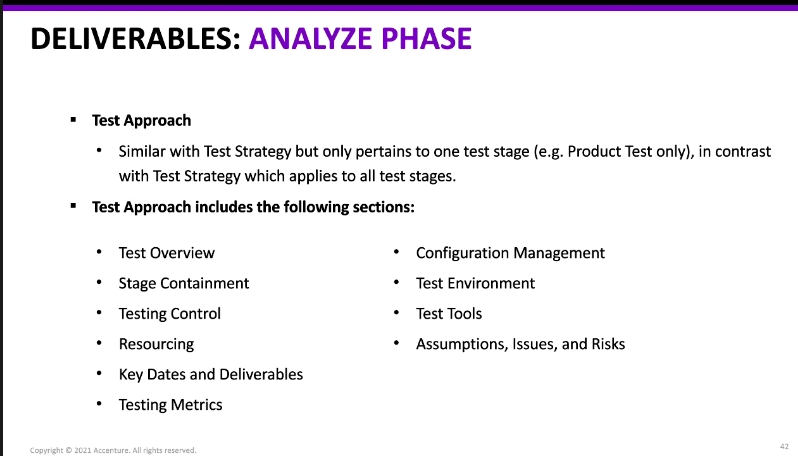 DELIVERABLES: ANALYZE PHASE
▪ Test Approach
• Similar with Test Strategy but only pertains to one test stage (e.g. Product Test only), in contrast
with Test Strategy which applies to all test stages.
▪ Test Approach includes the following sections:
• Test Overview
• Stage Containment
• Testing Control
• Resourcing
• Key Dates and Deliverables
• Testing Metrics
• Configuration Management
• Test Environment
• Test Tools
• Assumptions, Issues, and Risks
Copyright © 2021 Accenture. All rights reserved.
42